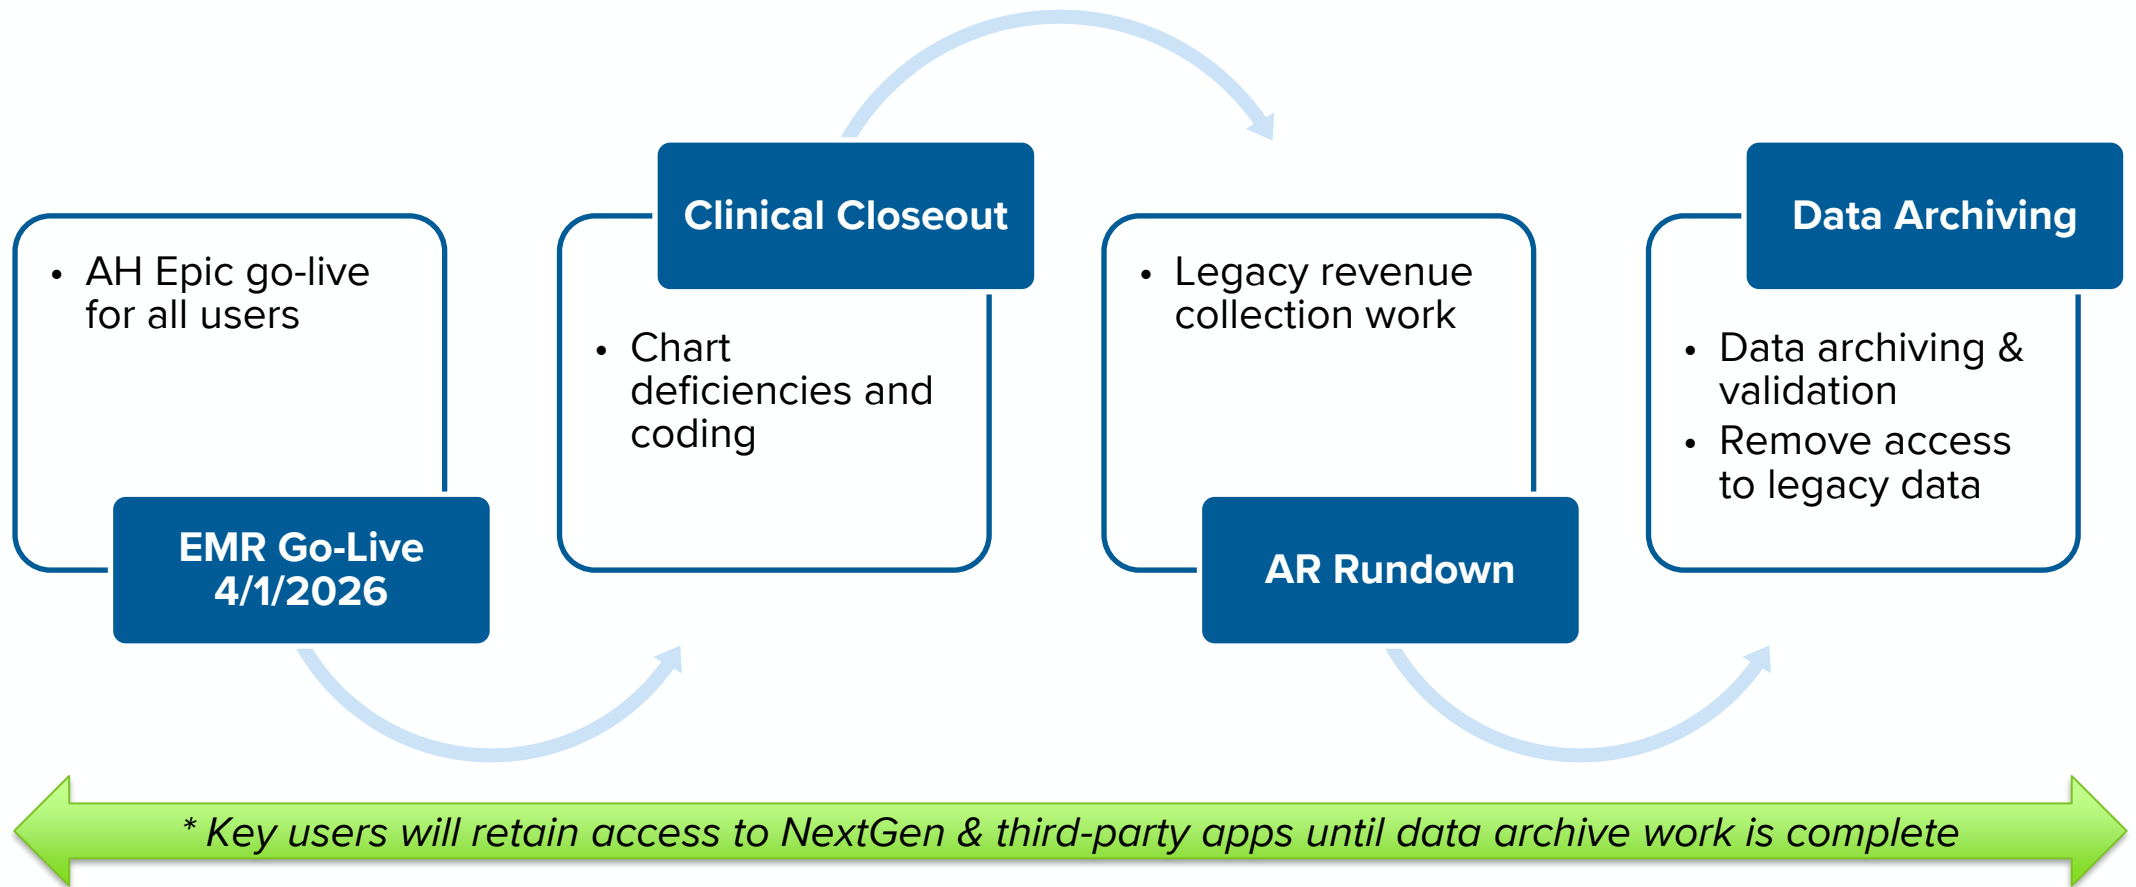 • AH Epic go-live
for all users
EMR Go-Live
4/1/2026
Clinical Closeout
• Chart
deficiencies and
coding
• Legacy revenue
collection work
AR Rundown
Data Archiving
• Data archiving &
validation
• Remove access
to legacy data
* Key users will retain access to NextGen & third-party apps until data archive work is complete